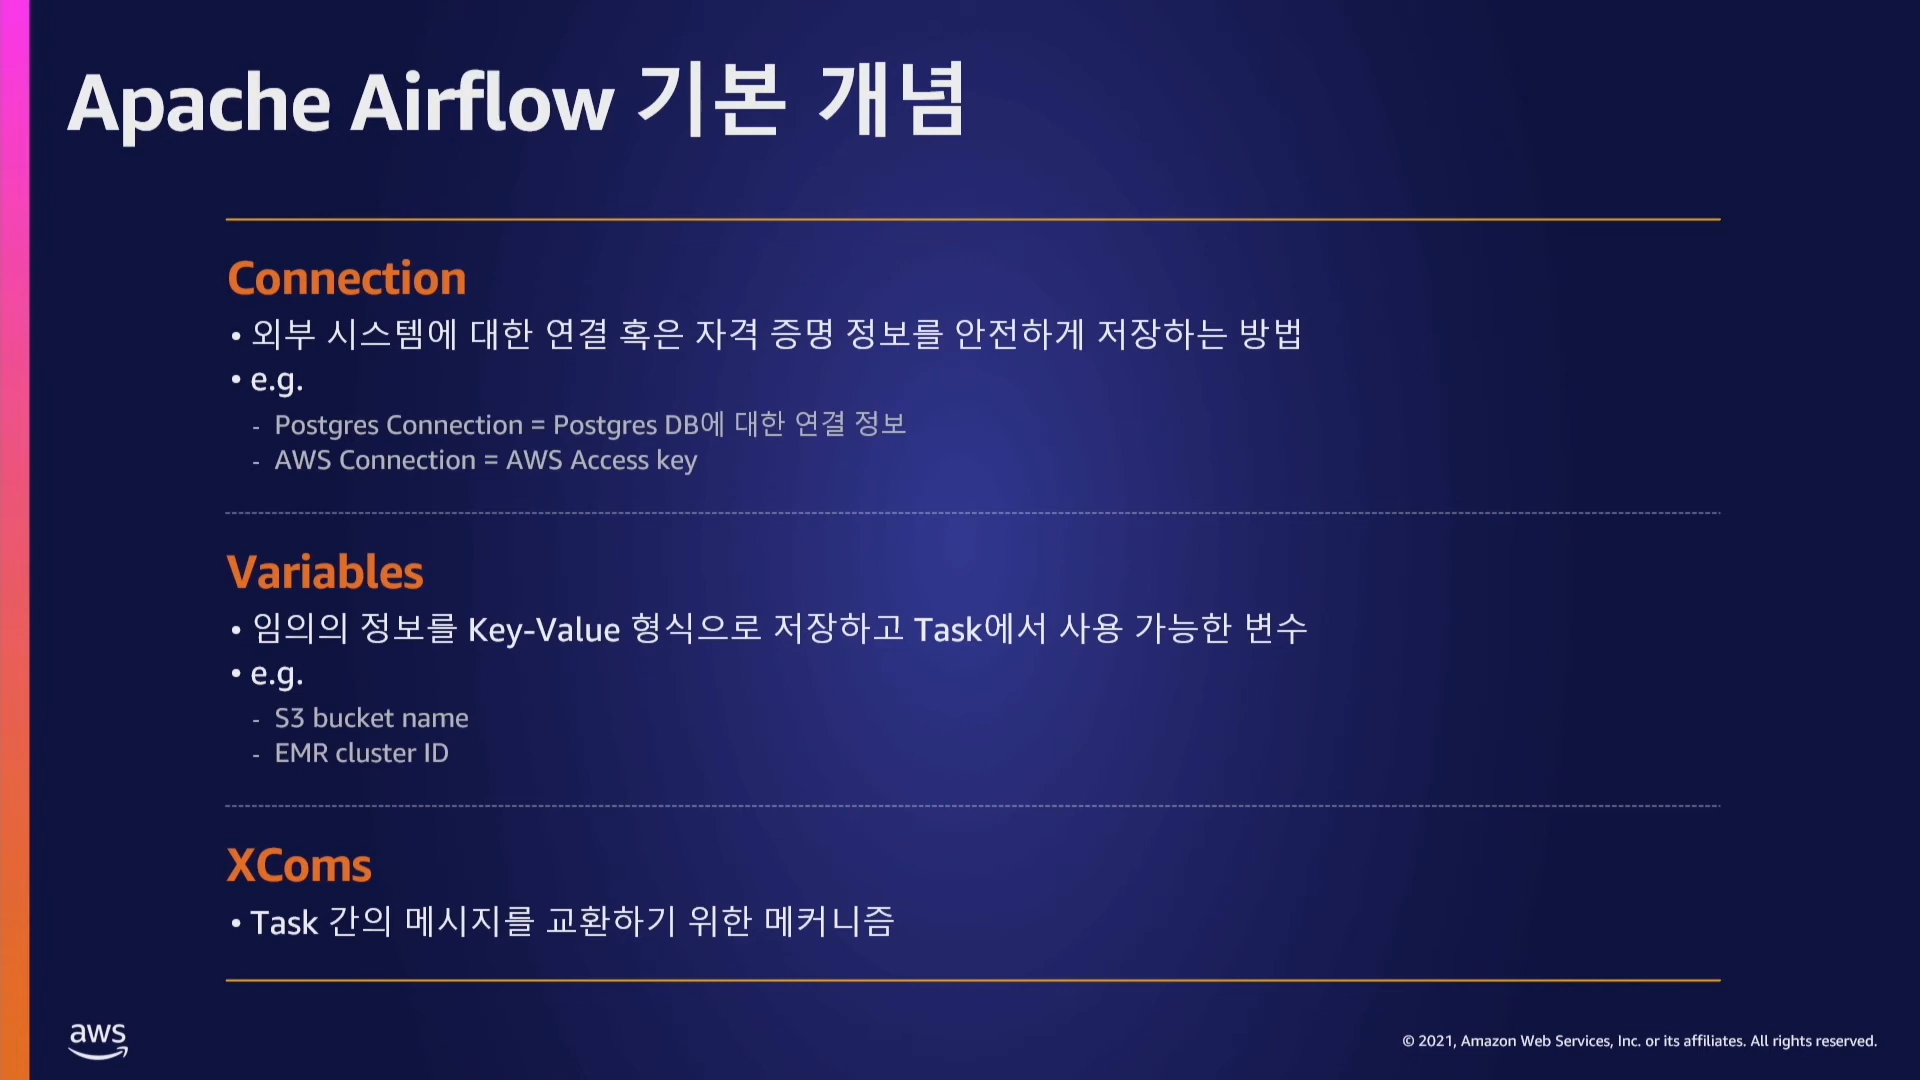 Apache Airflow 기본 개념
Connection
• 외부 시스템에 대한 연결 혹은 자격 증명 정보를 안전하게 저장하는 방법
• e.g.
- Postgres Connection = Postgres DB에 대한 연결 정보
- AWS Connection = AWS Access key
Variables
• 임의의 정보를 Key-Value 형식으로 저장하고 Task에서 사용 가능한 변수
• e.g.
- S3 bucket name
- EMR cluster ID
XComs
• Task 간의 메시지를 교환하기 위한 메커니즘
aws
© 2021, Amazon Web Services, Inc. or its affiliates. All rights reserved.